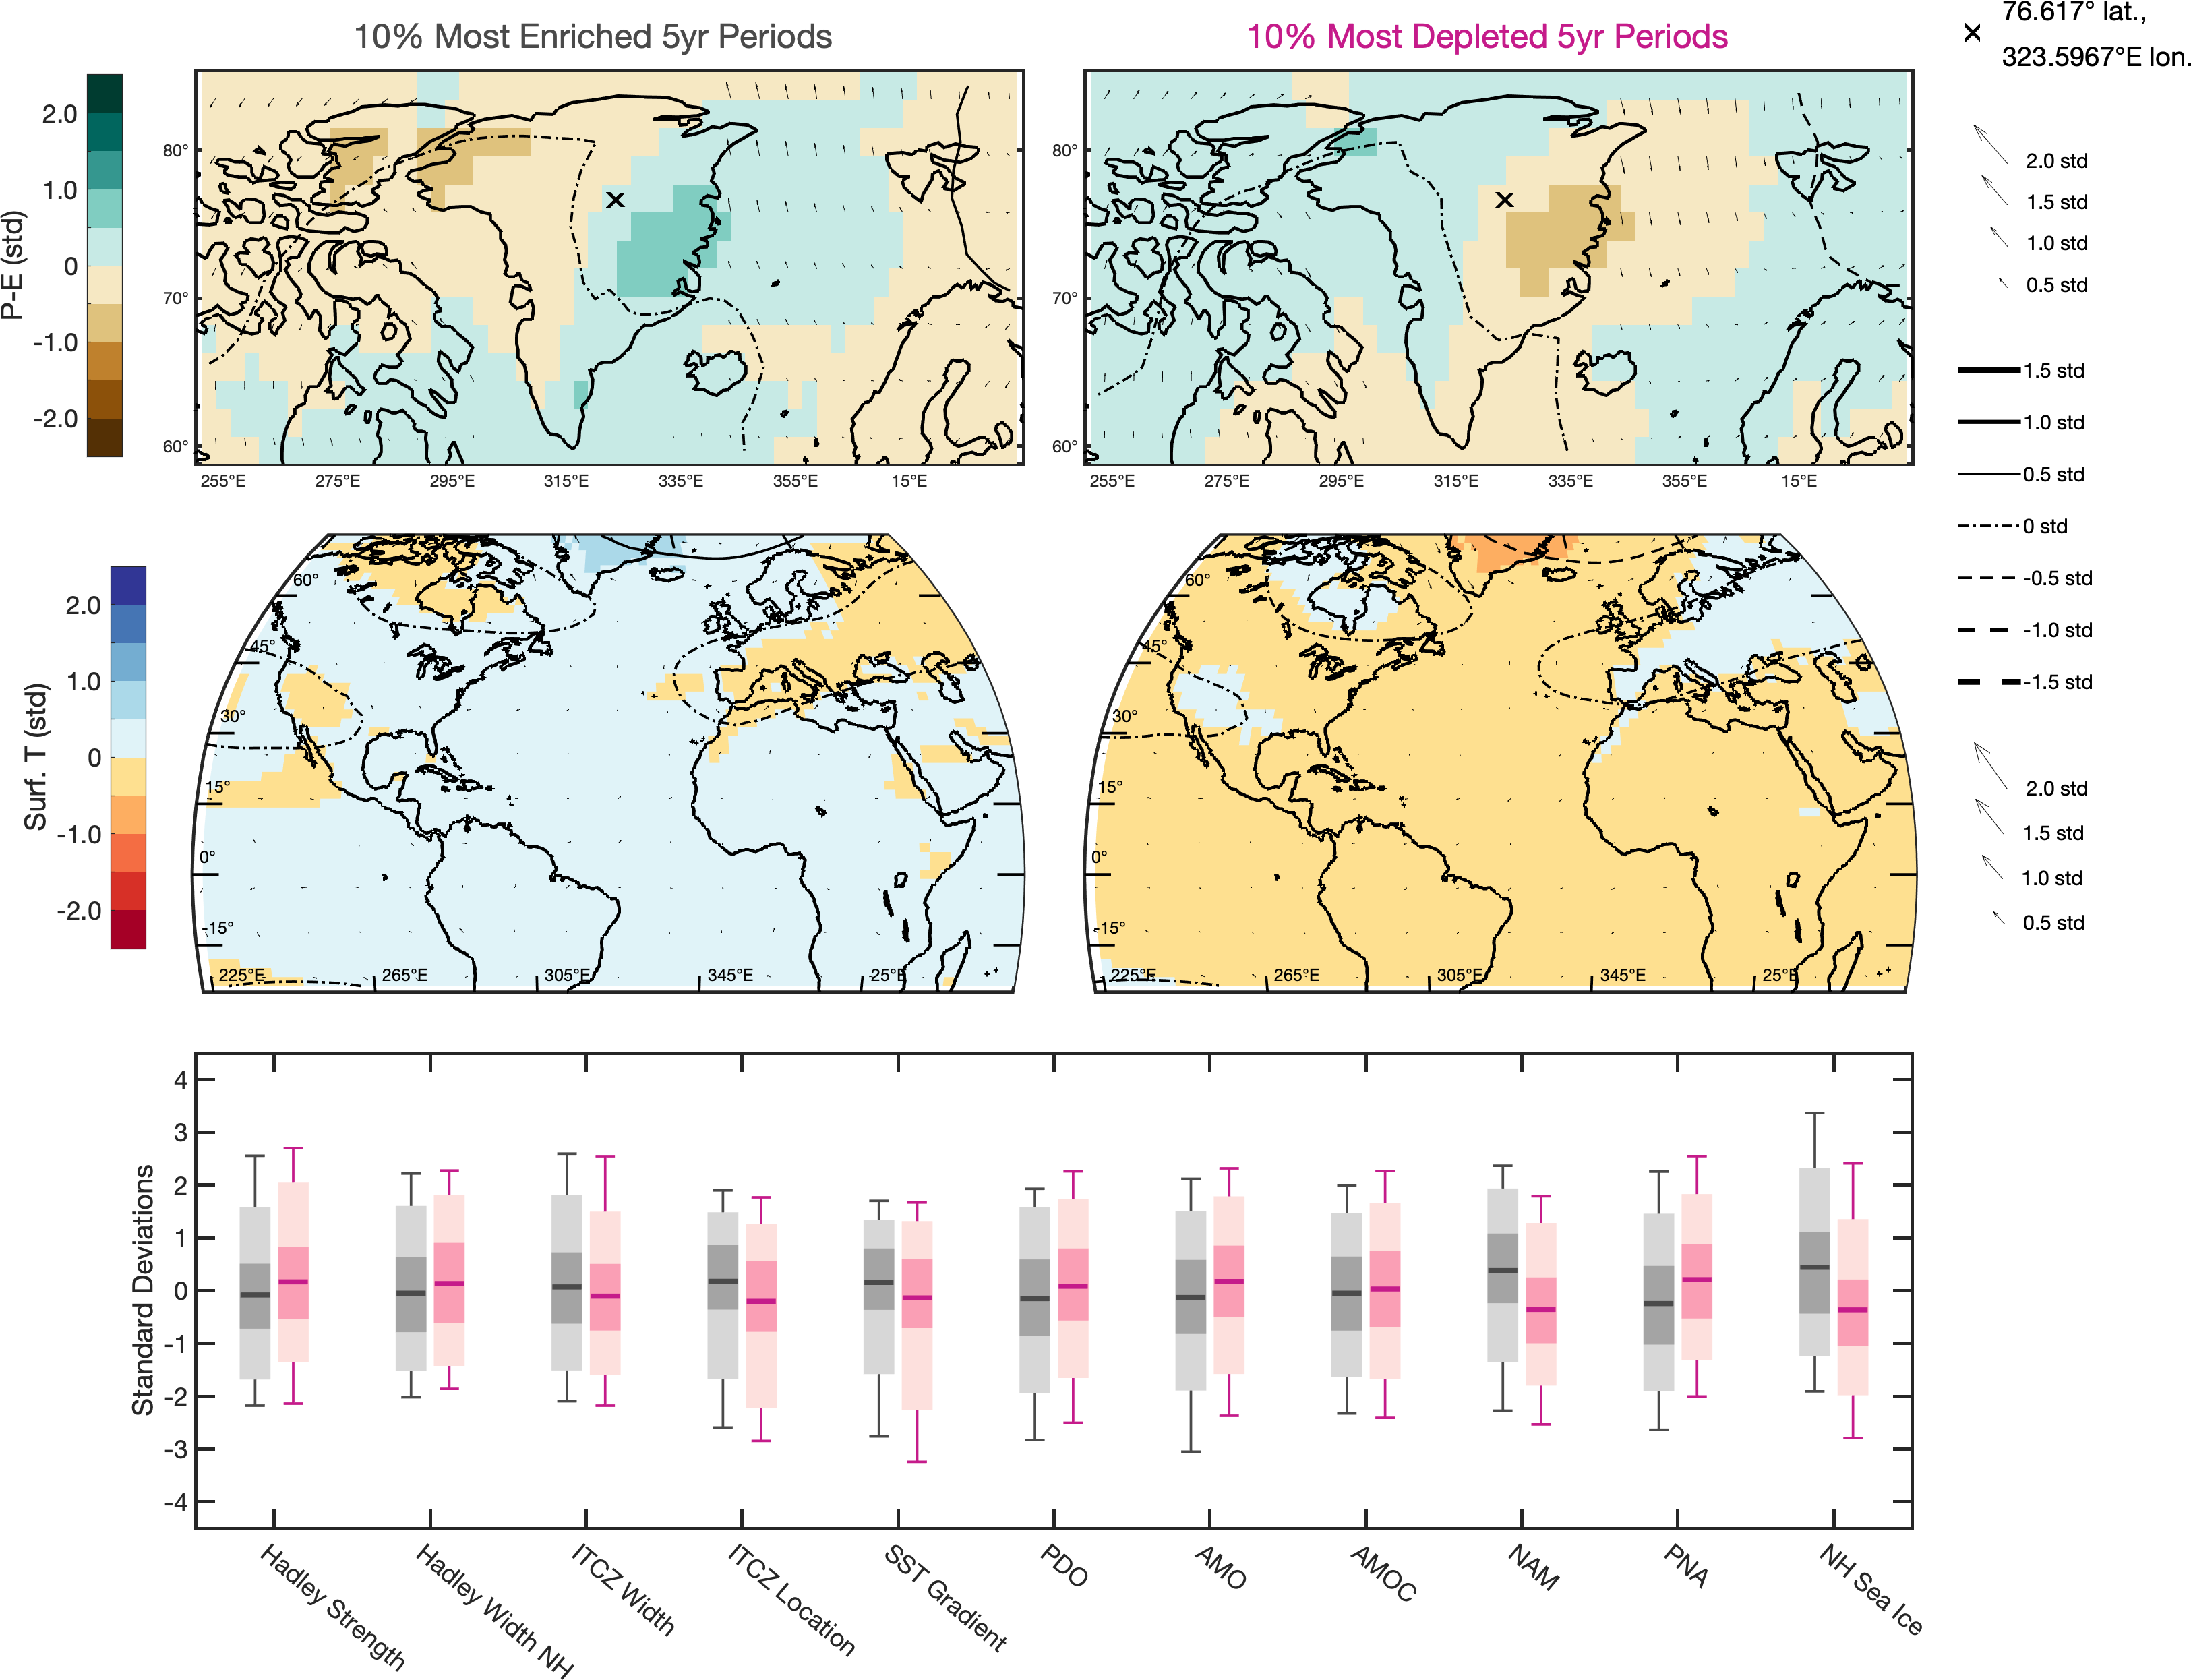 10% Most Enriched 5yr Periods
10% Most Depleted 5yr Periods
76.617° lat.,
323.5967°E lon.
P-E (std)
2.0
1.0
0
-1.0
-2.0
80°
70°
60°
255°E 275°E 295°E 315°E 335°E 355°E 15°E
80°
70°
60°
255°E 275°E 295°E 315°E 335°E 355°E 15°E
2.0 std
1.5 std
1.0 std
0.5 std
1.5 std
1.0 std
0.5 std
0 std
-0.5 std
-1.0 std
-1.5 std
Surf. T (std)
2.0
1.0
0
-1.0
-2.0
60°
45°
30°
15°
0°
-15°
225°E 265°E 305°E 345°E 25°E
60°
45°
30°
15°
0°
-15°
225°E 265°E 305°E 345°E 25°E
2.0 std
1.5 std
1.0 std
0.5 std
Standard Deviations
4
3
2
1
0
-1
-2
-3
-4
Hadley Strength
Hadley Width NH
ITCZ Width
ITCZ Location
SST Gradient
PDO
AMO
AMOC
NAM
PNA
NH Sea Ice